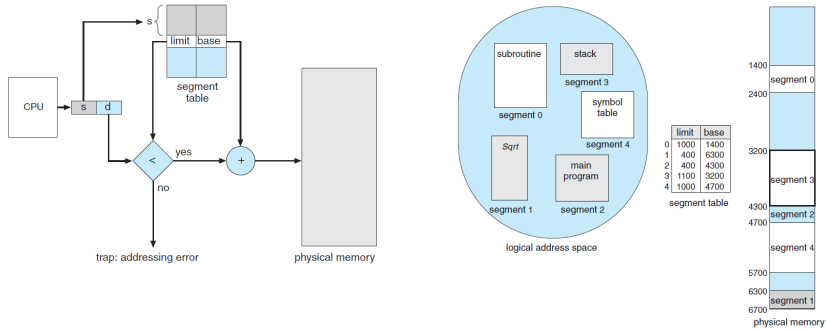 s
limit base
segment
table
CPU
s d
<
yes
+
no
trap: addressing error
physical memory
subroutine
segment 0
stack
segment 3
symbol
table
segment 4
Sqrt
segment 1
main
program
segment 2
logical address space
limit base
0 1000 1400
1 400 6300
2 400 4300
3 1100 3200
4 1000 4700
segment table
1400
segment 0
2400
3200
segment 3
4300
segment 2
4700
segment 4
5700
6300
segment 1
6700
physical memory